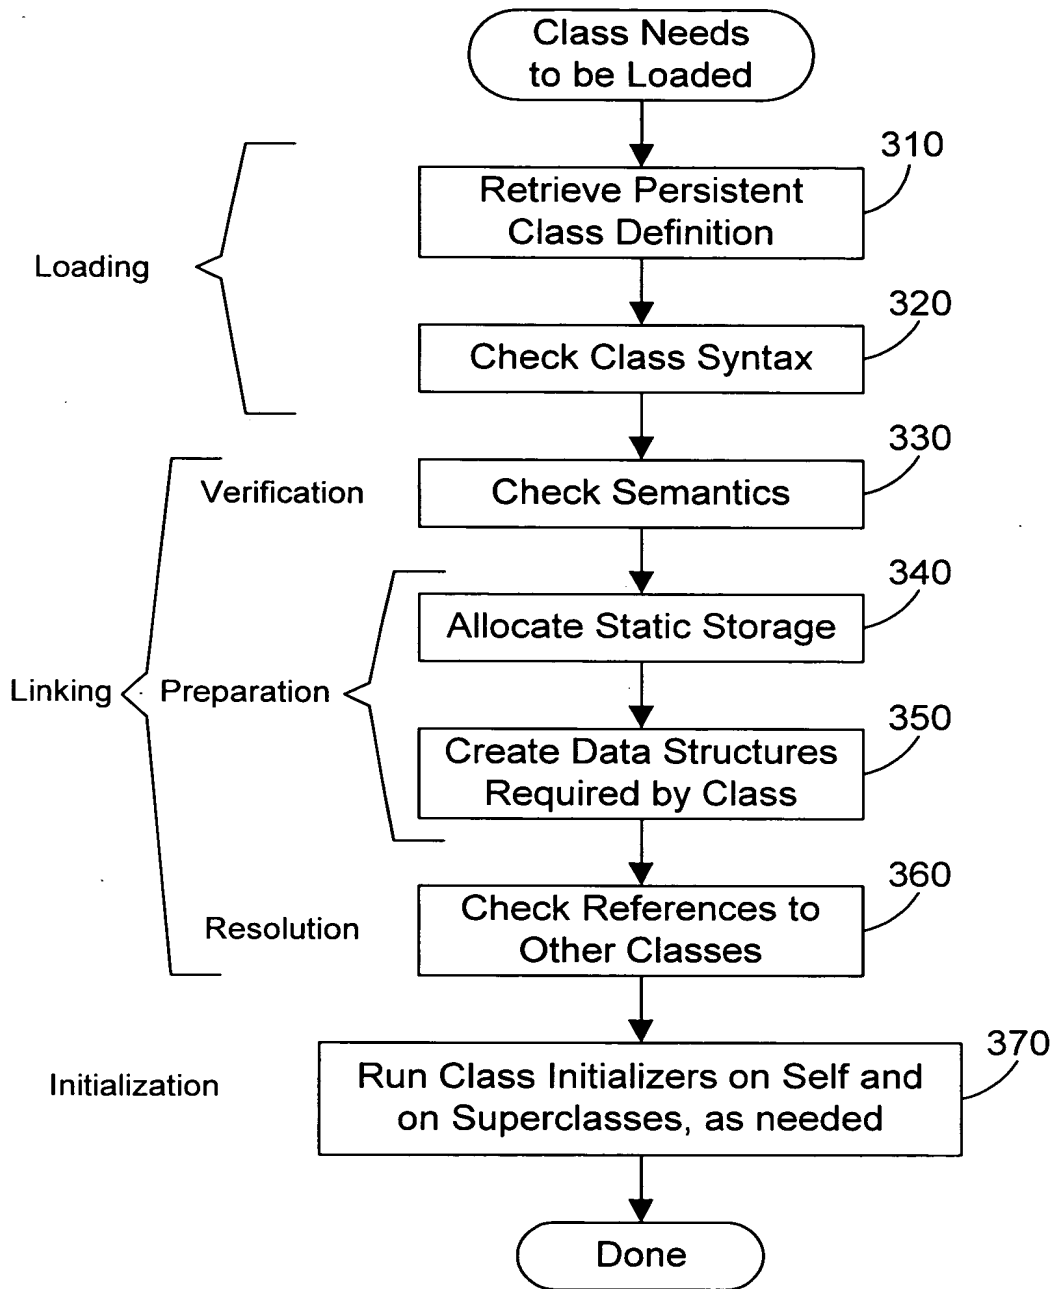 Class Needs
to be Loaded
310
Retrieve Persistent
Class Definition
Loading
320
Check Class Syntax
330
Verification
Check Semantics
340
Allocate Static Storage
Linking
Preparation
350
Create Data Structures
Required by Class
360
Check References to
Other Classes
Resolution
370
Initialization
Run Class Initializers on Self and
on Superclasses, as needed
Done